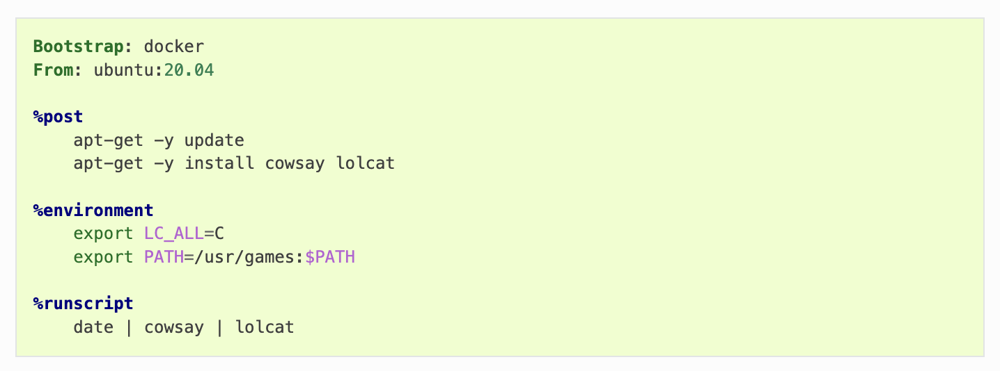 Bootstrap: docker
From: ubuntu:20.04
%post
    apt-get -y update
    apt-get -y install cowsay lolcat
%environment
    export LC_ALL=C
    export PATH=/usr/games:$PATH
%runscript
    date | cowsay | lolcat